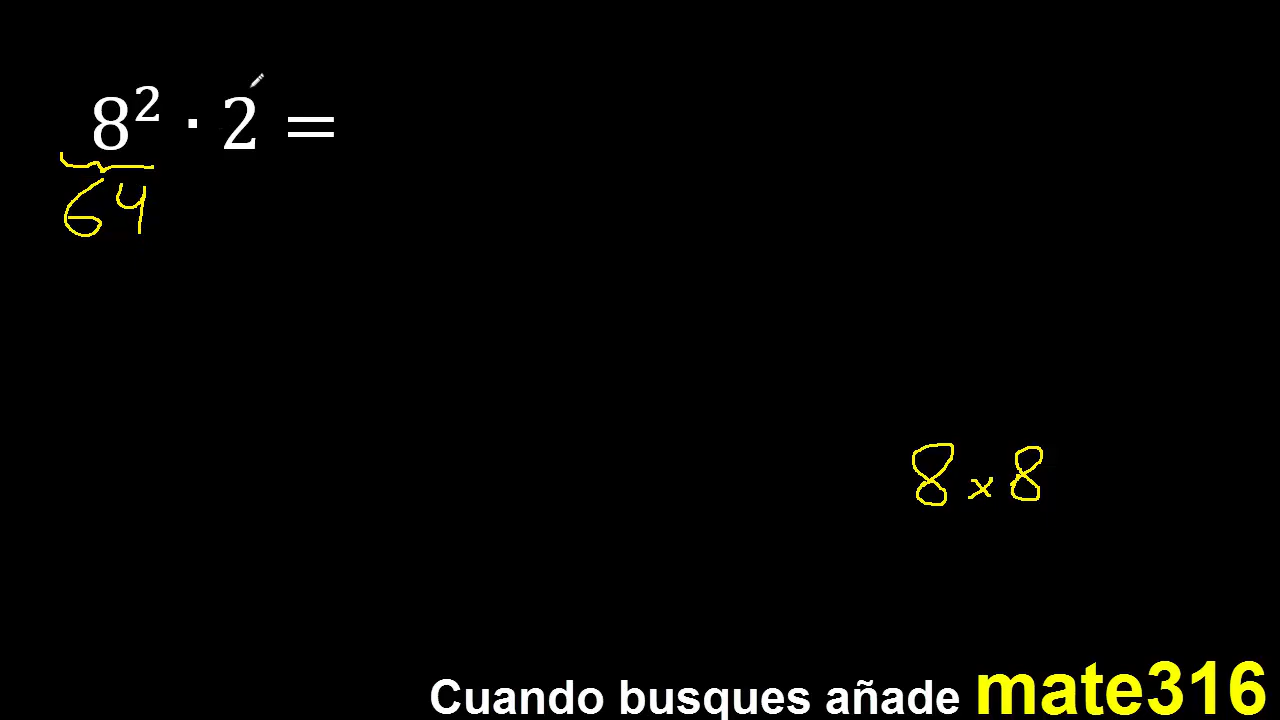 8² · 2 =
64
8 x 8
Cuando busques añade mate316